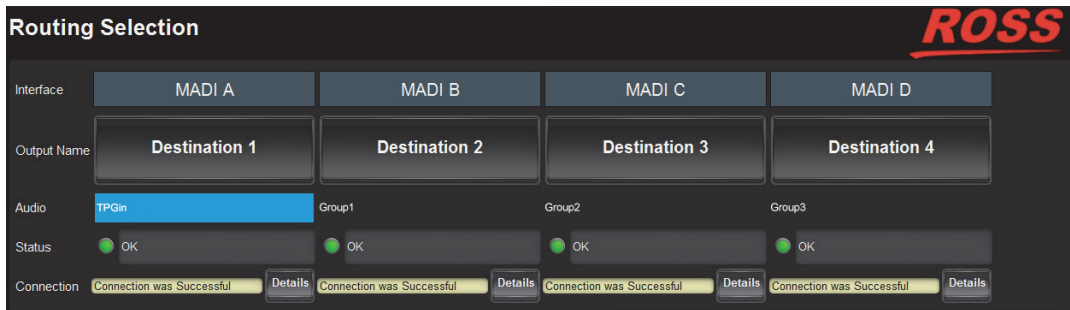 Routing Selection
ROSS
Interface MADI A MADI B MADI C MADI D
Output Name Destination 1 Destination 2 Destination 3 Destination 4
Audio TPGin Group1 Group2 Group3
Status OK OK OK OK
Connection Connection was Successful Details Connection was Successful Details Connection was Successful Details Connection was Successful Details